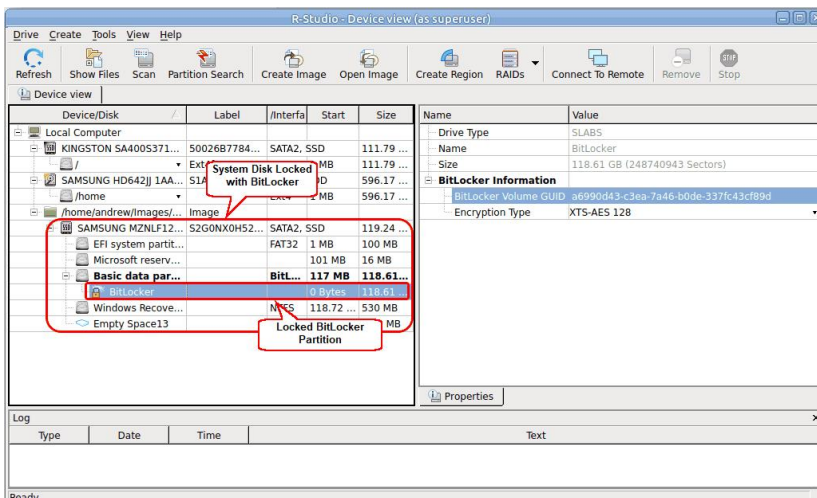 R-Studio - Device view (as superuser)
Drive Create Tools View Help
Refresh Show Files Scan Partition Search Create Image Open Image Create Region RAIDs Connect To Remote Remove Stop
Device view
Device/Disk Label /Interfa Start Size
Local Computer
KINGSTON SA400S371... 50026B7784... SATA2, SSD 111.79 ...
/ Ext MB 111.79 ...
SAMSUNG HD642JJ 1AA... S1A 596.17 ...
/home Ext4 1 MB 596.17 ...
/home/andrew/Images/... Image
SAMSUNG MZNLF12... S2G0NX0H52... SATA2, SSD 119.24 ...
EFI system partit... FAT32 1 MB 100 MB
Microsoft reserv... 101 MB 16 MB
Basic data par... BitL... 117 MB 118.61...
BitLocker 0 Bytes 118.61 ...
Windows Recove... NTFS 118.72 ... 530 MB
Empty Space13 MB
System Disk Locked
with BitLocker
Locked BitLocker
Partition
Name Value
Drive Type SLABS
Name BitLocker
Size 118.61 GB (248740943 Sectors)
BitLocker Information
BitLocker Volume GUID a6990d43-c3ea-7a46-b0de-337fc43cf89d
Encryption Type XTS-AES 128
Properties
Log
Type Date Time Text
Ready